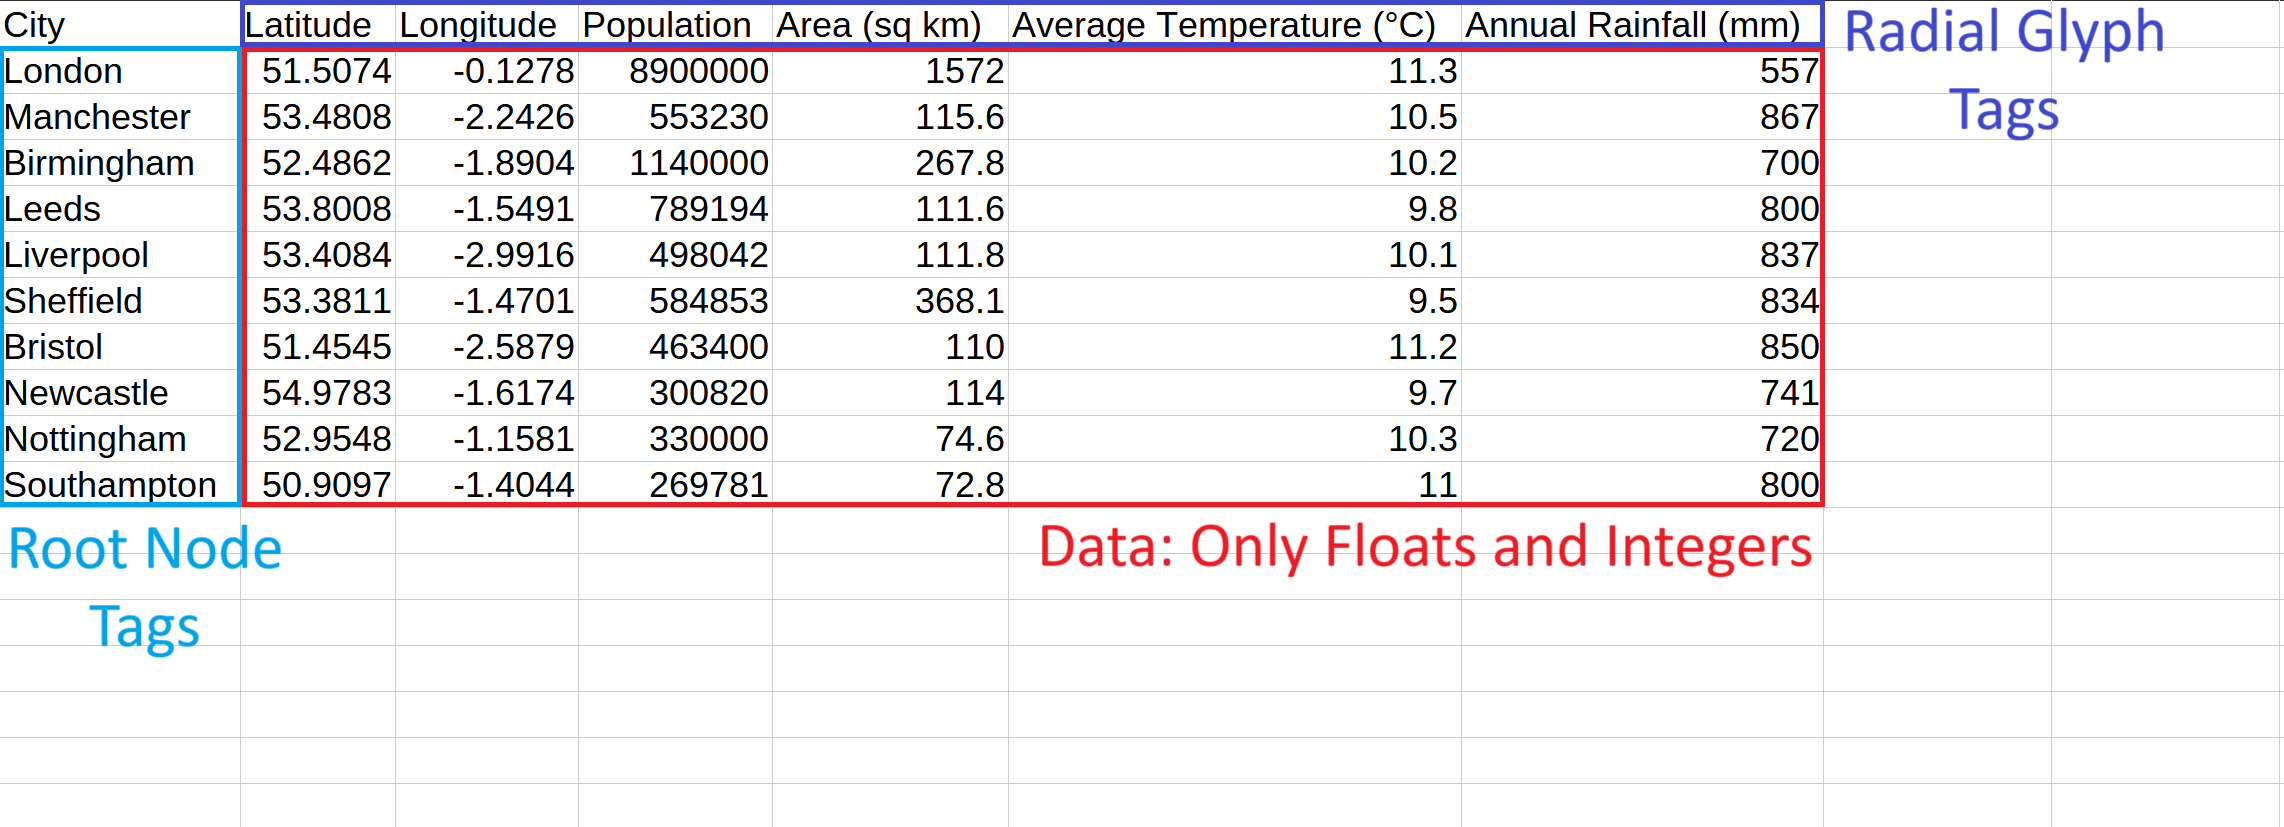 City Latitude Longitude Population Area (sq km) Average Temperature (°C) Annual Rainfall (mm)
London 51.5074 -0.1278 8900000 1572 11.3 557
Manchester 53.4808 -2.2426 553230 115.6 10.5 867
Birmingham 52.4862 -1.8904 1140000 267.8 10.2 700
Leeds 53.8008 -1.5491 789194 111.6 9.8 800
Liverpool 53.4084 -2.9916 498042 111.8 10.1 837
Sheffield 53.3811 -1.4701 584853 368.1 9.5 834
Bristol 51.4545 -2.5879 463400 110 11.2 850
Newcastle 54.9783 -1.6174 300820 114 9.7 741
Nottingham 52.9548 -1.1581 330000 74.6 10.3 720
Southampton 50.9097 -1.4044 269781 72.8 11 800
Radial Glyph
Tags
Root Node
Tags
Data: Only Floats and Integers